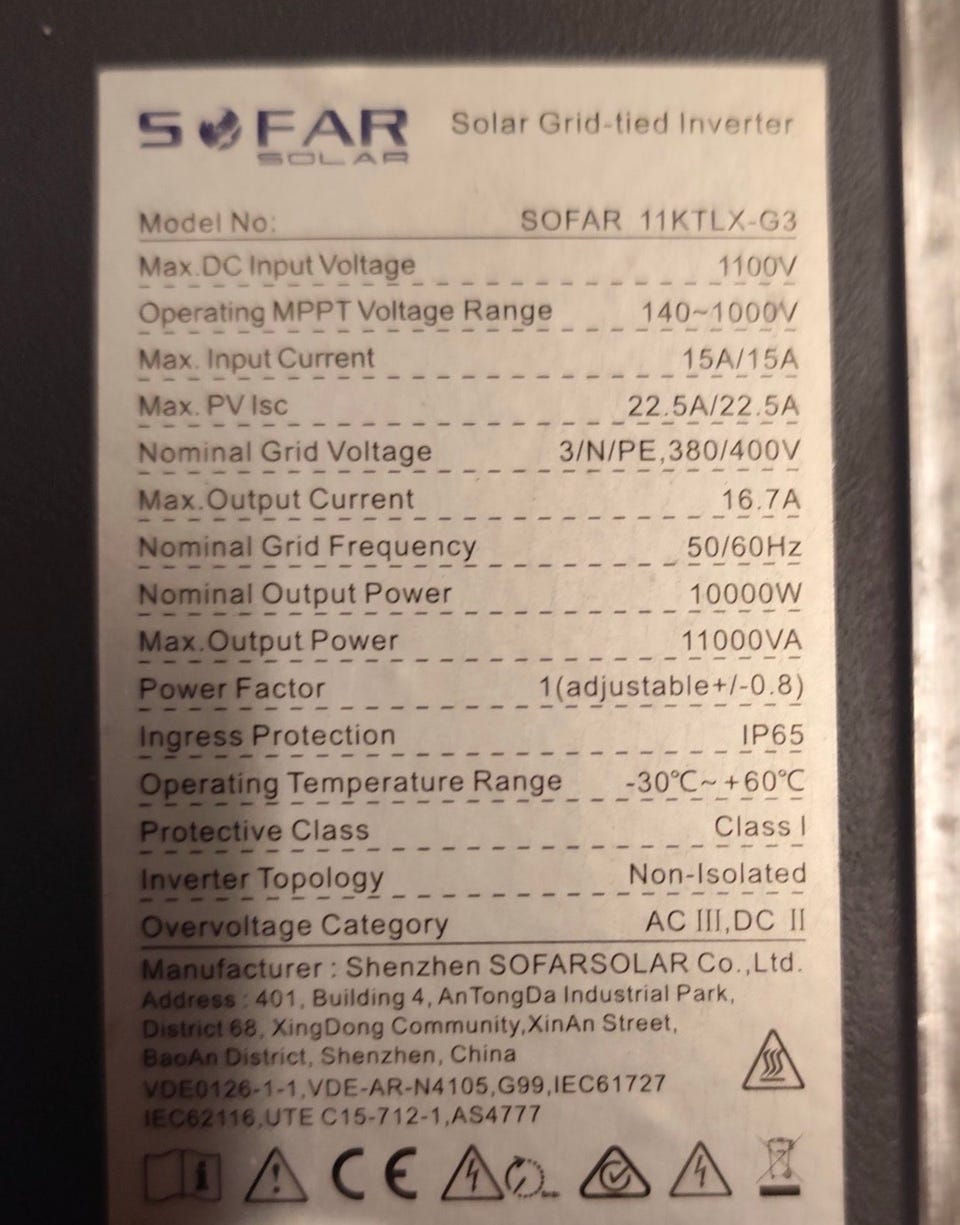 SOFAR
SOLAR
Solar Grid-tied Inverter
Model No: SOFAR 11KTLX-G3
Max.DC Input Voltage 1100V
Operating MPPT Voltage Range 140~1000V
Max. Input Current 15A/15A
Max. PV Isc 22.5A/22.5A
Nominal Grid Voltage 3/N/PE,380/400V
Max.Output Current 16.7A
Nominal Grid Frequency 50/60Hz
Nominal Output Power 10000W
Max.Output Power 11000VA
Power Factor 1(adjustable+/-0.8)
Ingress Protection IP65
Operating Temperature Range -30℃~+60℃
Protective Class Class I
Inverter Topology Non-Isolated
Overvoltage Category AC III,DC II
Manufacturer : Shenzhen SOFARSOLAR Co.,Ltd.
Address : 401, Building 4, AnTongDa Industrial Park,
District 68, XingDong Community,XinAn Street,
BaoAn District, Shenzhen, China
VDE0126-1-1,VDE-AR-N4105,G99,IEC61727
IEC62116,UTE C15-712-1,AS4777
CE